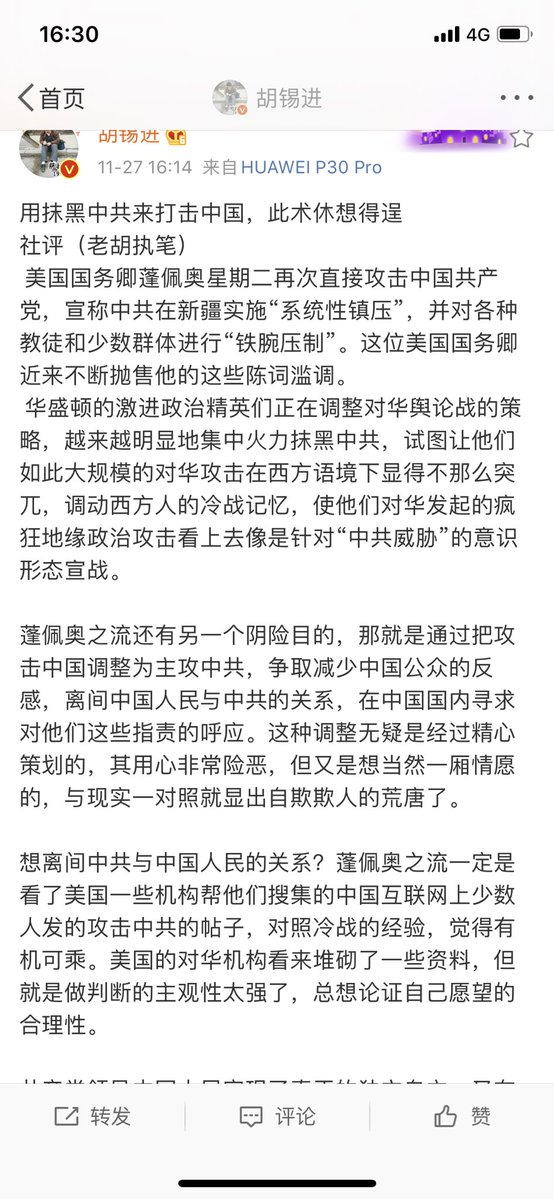 16:30
4G
首页
胡锡进
胡锡进
11-27 16:14 来自HUAWEI P30 Pro
用抹黑中共来打击中国，此术休想得逞
社评（老胡执笔）
美国国务卿蓬佩奥星期二再次直接攻击中国共产
党，宣称中共在新疆实施“系统性镇压”，并对各种
教徒和少数群体进行“铁腕压制”。这位美国国务卿
近来不断抛售他的这些陈词滥调。
华盛顿的激进政治精英们正在调整对华舆论战的策
略，越来越明显地集中火力抹黑中共，试图让他们
如此大规模的对华攻击在西方语境下显得不那么突
兀，调动西方人的冷战记忆，使他们对华发起的疯
狂地缘政治攻击看上去像是针对“中共威胁”的意识
形态宣战。
蓬佩奥之流还有另一个阴险目的，那就是通过把攻
击中国调整为主攻中共，争取减少中国公众的反
感，离间中国人民与中共的关系，在中国国内寻求
对他们这些指责的呼应。这种调整无疑是经过精心
策划的，其用心非常险恶，但又是想当然一厢情愿
的，与现实一对照就显出自欺欺人的荒唐了。
想离间中共与中国人民的关系？蓬佩奥之流一定是
看了美国一些机构帮他们搜集的中国互联网上少数
人发的攻击中共的帖子，对照冷战的经验，觉得有
机可乘。美国的对华机构看来堆砌了一些资料，但
就是做判断的主观性太强了，总想论证自己愿望的
合理性。
转发
评论
赞